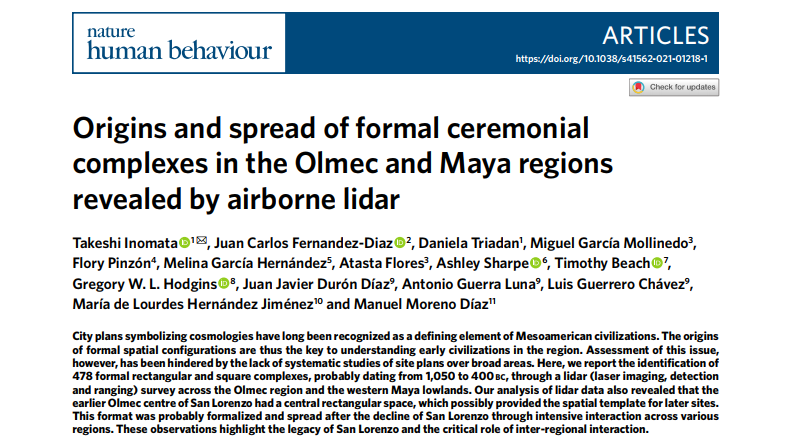 nature
human behaviour
ARTICLES
https://doi.org/10.1038/s41562-021-01218-1
Check for updates
Origins and spread of formal ceremonial
complexes in the Olmec and Maya regions
revealed by airborne lidar
Takeshi Inomata 1, Juan Carlos Fernandez-Diaz 2, Daniela Triadan1, Miguel García Mollinedo3,
Flory Pinzón4, Melina García Hernández5, Atasta Flores3, Ashley Sharpe 6, Timothy Beach 7,
Gregory W. L. Hodgins 8, Juan Javier Durón Díaz9, Antonio Guerra Luna9, Luis Guerrero Chávez9,
María de Lourdes Hernández Jiménez10 and Manuel Moreno Díaz11
City plans symbolizing cosmologies have long been recognized as a defining element of Mesoamerican civilizations. The origins
of formal spatial configurations are thus the key to understanding early civilizations in the region. Assessment of this issue,
however, has been hindered by the lack of systematic studies of site plans over broad areas. Here, we report the identification of
478 formal rectangular and square complexes, probably dating from 1,050 to 400 BC, through a lidar (laser imaging, detection
and ranging) survey across the Olmec region and the western Maya lowlands. Our analysis of lidar data also revealed that the
earlier Olmec centre of San Lorenzo had a central rectangular space, which possibly provided the spatial template for later sites.
This format was probably formalized and spread after the decline of San Lorenzo through intensive interaction across various
regions. These observations highlight the legacy of San Lorenzo and the critical role of inter-regional interaction.